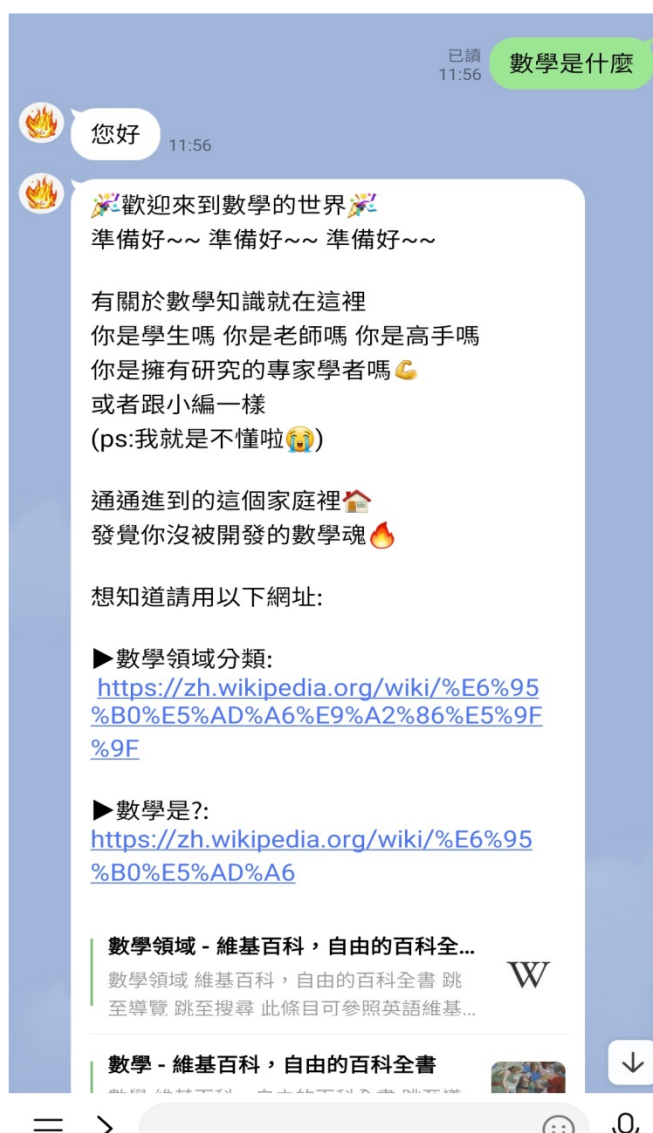 已讀
11:56
數學是什麼
您好
11:56
🎉歡迎來到數學的世界🎉
準備好~~ 準備好~~ 準備好~~
有關於數學知識就在這裡
你是學生嗎 你是老師嗎 你是高手嗎
你是擁有研究的專家學者嗎💪
或者跟小編一樣
(ps:我就是不懂啦😭)
通通進到的這個家庭裡🏠
發覺你沒被開發的數學魂🔥
想知道請用以下網址:
▶數學領域分類:
https://zh.wikipedia.org/wiki/%E6%95
%B0%E5%AD%A6%E9%A2%86%E5%9F
%9F
▶數學是?:
https://zh.wikipedia.org/wiki/%E6%95
%B0%E5%AD%A6
數學領域 - 維基百科，自由的百科全...
數學領域 維基百科，自由的百科全書 跳
至導覽 跳至搜尋 此條目可參照英語維基...
W
數學 - 維基百科，自由的百科全書